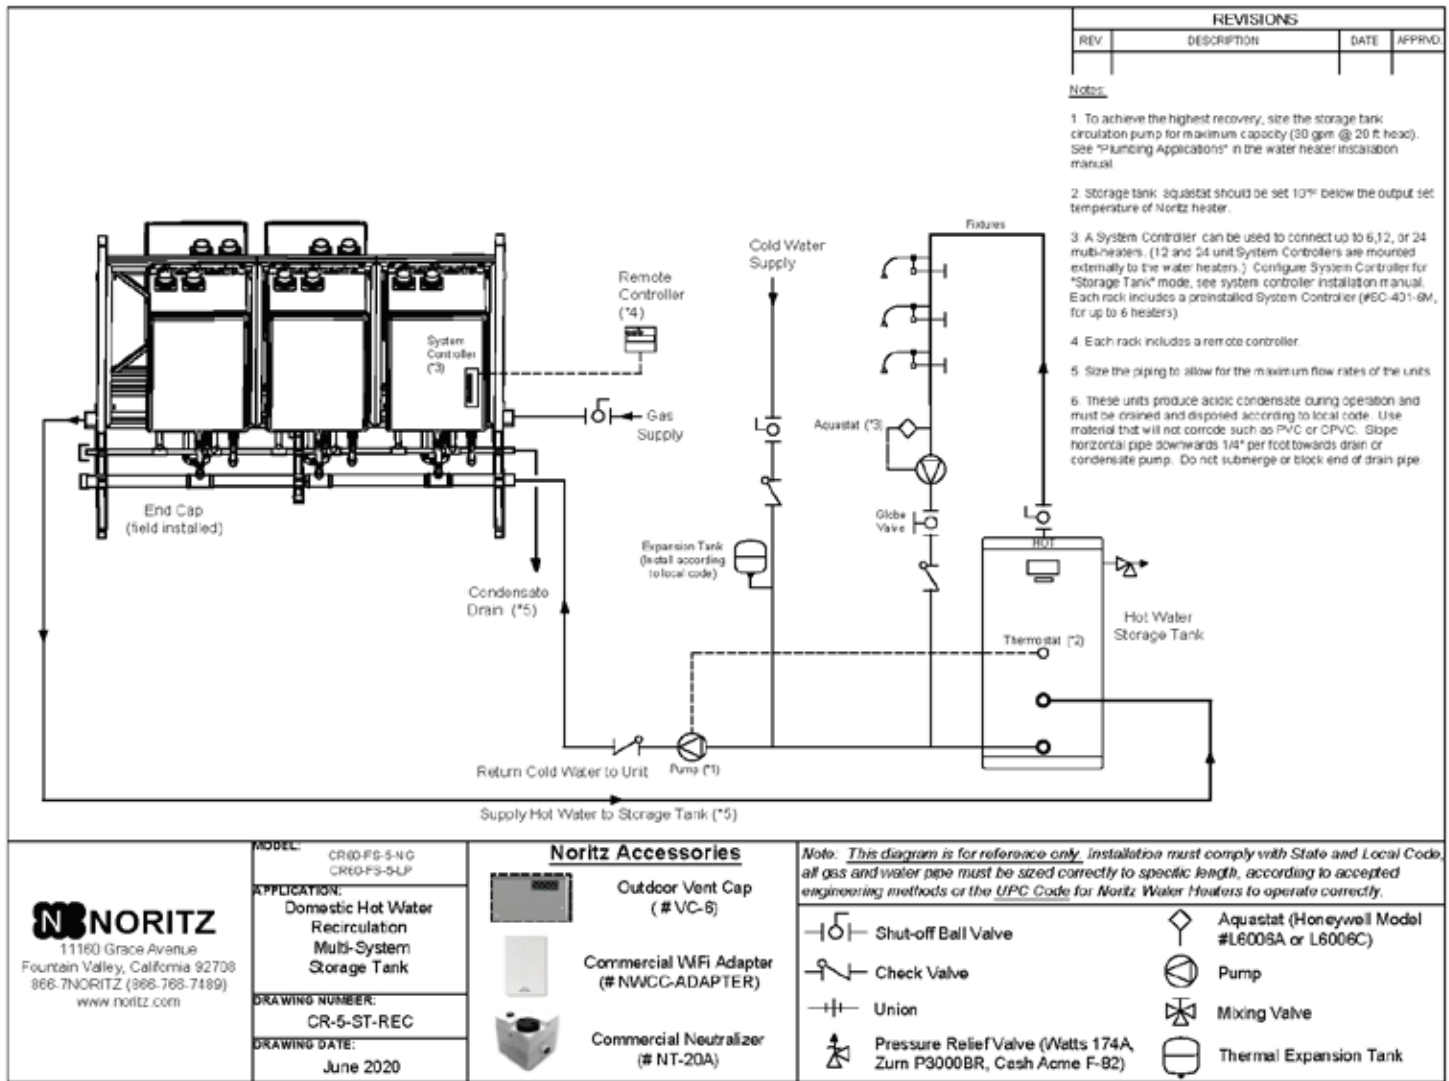 REVISIONS
REV DESCRIPTION DATE APPRVD.
Notes:
1. To achieve the highest recovery, size the storage tank
circulation pump for maximum capacity (30 gpm @ 20 ft head).
See "Plumbing Applications" in the water heater installation
manual
2. Storage tank aquastat should be set 10°F below the output set
temperature of Noritz heater.
3. A System Controller can be used to connect up to 6,12, or 24
multi-heaters. (12 and 24 unit System Controllers are mounted
externally to the water heaters.) Configure System Controller for
"Storage Tank" mode, see system controller installation manual.
Each rack includes a preinstalled System Controller (#SC-401-6M,
for up to 6 heaters)
4. Each rack includes a remote controller.
5. Size the piping to allow for the maximum flow rates of the units
6. These units produce acidic condensate during operation and
must be drained and disposed according to local code. Use
material that will not corrode such as PVC or CPVC. Slope
horizontal pipe downwards 1/4" per foot towards drain or
condensate pump. Do not submerge or block end of drain pipe.
Fixtures
Cold Water
Supply
Remote
Controller
(*4)
System
Controller
(*3)
Gas
Supply
Aquastat (*3)
End Cap
(field installed)
Globe
Valve
HOT
Expansion Tank
(Install according
to local code)
Condensate
Drain (*5)
Hot Water
Storage Tank
Thermostat (*2)
Return Cold Water to Unit
Pump (*1)
Supply Hot Water to Storage Tank (*5)
N NORITZ
11160 Grace Avenue
Fountain Valley, California 92708
866-7NORITZ (866-766-7489)
www.noritz.com
MODEL:
CR60-FS-5-NG
CR60-FS-5-LP
APPLICATION:
Domestic Hot Water
Recirculation
Multi-System
Storage Tank
DRAWING NUMBER:
CR-5-ST-REC
DRAWING DATE:
June 2020
Noritz Accessories
Outdoor Vent Cap
( # VC-6)
Commercial WiFi Adapter
(# NWCC-ADAPTER)
Commercial Neutralizer
(# NT-20A)
Note: This diagram is for reference only. Installation must comply with State and Local Code,
all gas and water pipe must be sized correctly to specific length, according to accepted
engineering methods or the UPC Code for Noritz Water Heaters to operate correctly.
Shut-off Ball Valve
Check Valve
Union
Pressure Relief Valve (Watts 174A,
Zurn P3000BR, Cash Acme F-82)
Aquastat (Honeywell Model
#L6006A or L6006C)
Pump
Mixing Valve
Thermal Expansion Tank